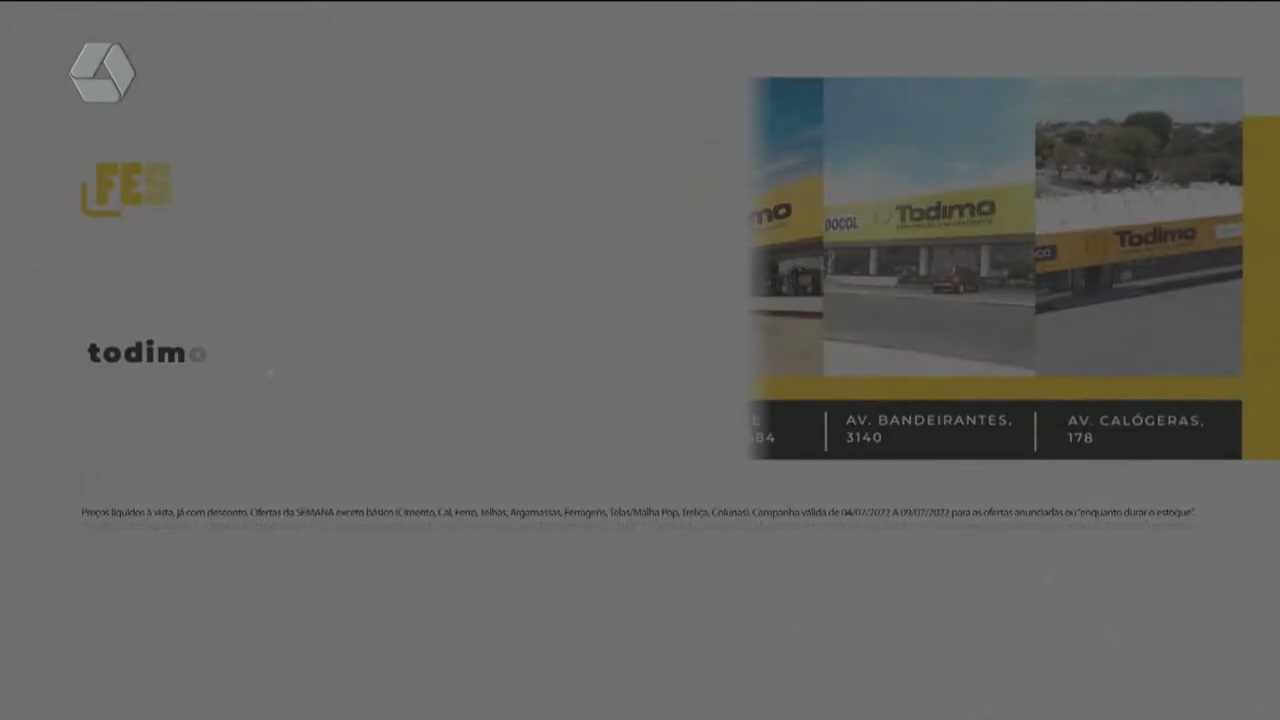 FES
todimo
DOCOL
Todimo
Todimo
AV. BANDEIRANTES,
3140
AV. CALÓGERAS,
178
Preços líquidos à vista, já com desconto. Ofertas da SEMANA exceto básico (Cimento, Cal, Ferro, Telhas, Argamassas, Ferragens, Telas/Malha Pop, Treliça, Colunas). Campanha válida de 04/07/2022 A 09/07/2022 para as ofertas anunciadas ou "enquanto durar o estoque".